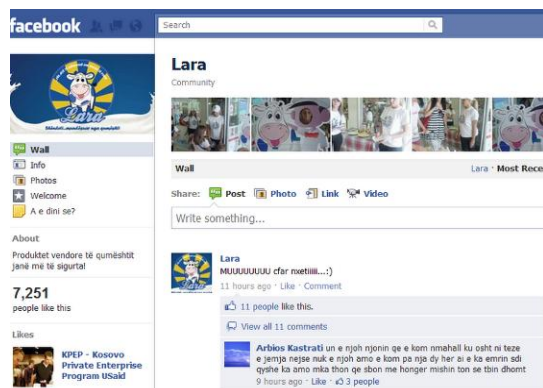 facebook
Search
Lara
Community
Lara
Wall
Info
Photos
Welcome
A e dini se?
About
Produktet vendore të qumështit
janë më të sigurta!
7,251
people like this
Likes
KPEP - Kosovo
Private Enterprise
Program USaid
Wall
Lara · Most Rece
Share: Post Photo Link Video
Write something...
Lara
MUUUUUUUU cfar nxetiiiii...:)
11 hours ago · Like · Comment
11 people like this.
View all 11 comments
Arbios Kastrati un e njoh njonin qe e kom nmahall ku osht ni teze
e jemja nejse nuk e njoh amo e kom pa nja dy her ai e ka emrin sdi
qyshe ka amo mka thon qe sbon me honger mishin ton se tbin dhomt
9 hours ago · Like · 3 people